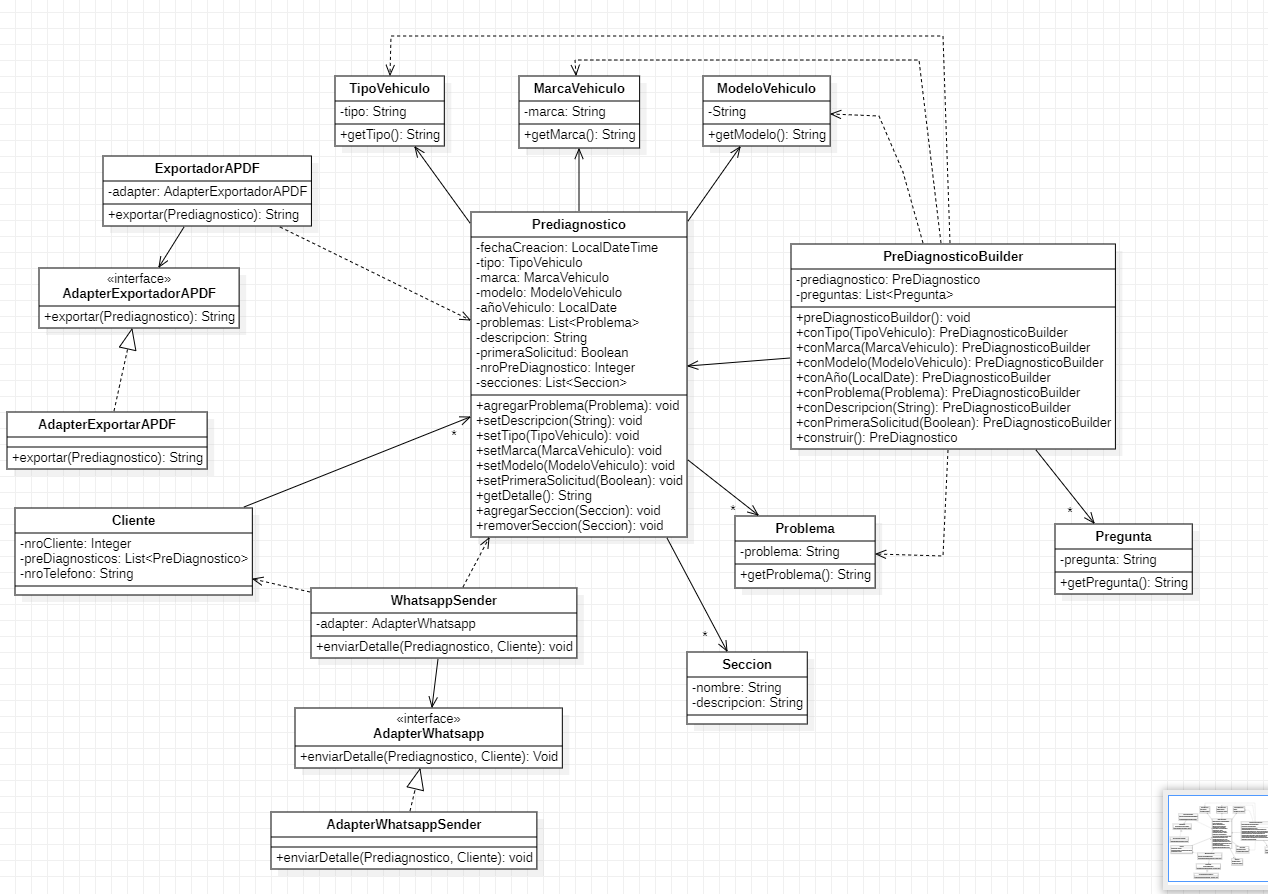 TipoVehiculo
-tipo: String
+getTipo(): String
MarcaVehiculo
-marca: String
+getMarca(): String
ModeloVehiculo
-String
+getModelo(): String
ExportadorAPDF
-adapter: AdapterExportadorAPDF
+exportar(Prediagnostico): String
«interface»
AdapterExportadorAPDF
+exportar(Prediagnostico): String
AdapterExportarAPDF
+exportar(Prediagnostico): String
Prediagnostico
-fechaCreacion: LocalDateTime
-tipo: TipoVehiculo
-marca: MarcaVehiculo
-modelo: ModeloVehiculo
-añoVehiculo: LocalDate
-problemas: List<Problema>
-descripcion: String
-primeraSolicitud: Boolean
-nroPreDiagnostico: Integer
-secciones: List<Seccion>
+agregarProblema(Problema): void
+setDescripcion(String): void
+setTipo(TipoVehiculo): void
+setMarca(MarcaVehiculo): void
+setModelo(ModeloVehiculo): void
+setPrimeraSolicitud(Boolean): void
+getDetalle(): String
+agregarSeccion(Seccion): void
+removerSeccion(Seccion): void
PreDiagnosticoBuilder
-prediagnostico: PreDiagnostico
-preguntas: List<Pregunta>
+preDiagnosticoBuildor(): void
+conTipo(TipoVehiculo): PreDiagnosticoBuilder
+conMarca(MarcaVehiculo): PreDiagnosticoBuilder
+conModelo(ModeloVehiculo): PreDiagnosticoBuilder
+conAño(LocalDate): PreDiagnosticoBuilder
+conProblema(Problema): PreDiagnosticoBuilder
+conDescripcion(String): PreDiagnosticoBuilder
+conPrimeraSolicitud(Boolean): PreDiagnosticoBuilder
+construir(): PreDiagnostico
*
Cliente
-nroCliente: Integer
-preDiagnosticos: List<PreDiagnostico>
-nroTelefono: String
*
Problema
-problema: String
+getProblema(): String
*
Pregunta
-pregunta: String
+getPregunta(): String
WhatsappSender
-adapter: AdapterWhatsapp
+enviarDetalle(Prediagnostico, Cliente): void
*
Seccion
-nombre: String
-descripcion: String
«interface»
AdapterWhatsapp
+enviarDetalle(Prediagnostico, Cliente): Void
AdapterWhatsappSender
+enviarDetalle(Prediagnostico, Cliente): void